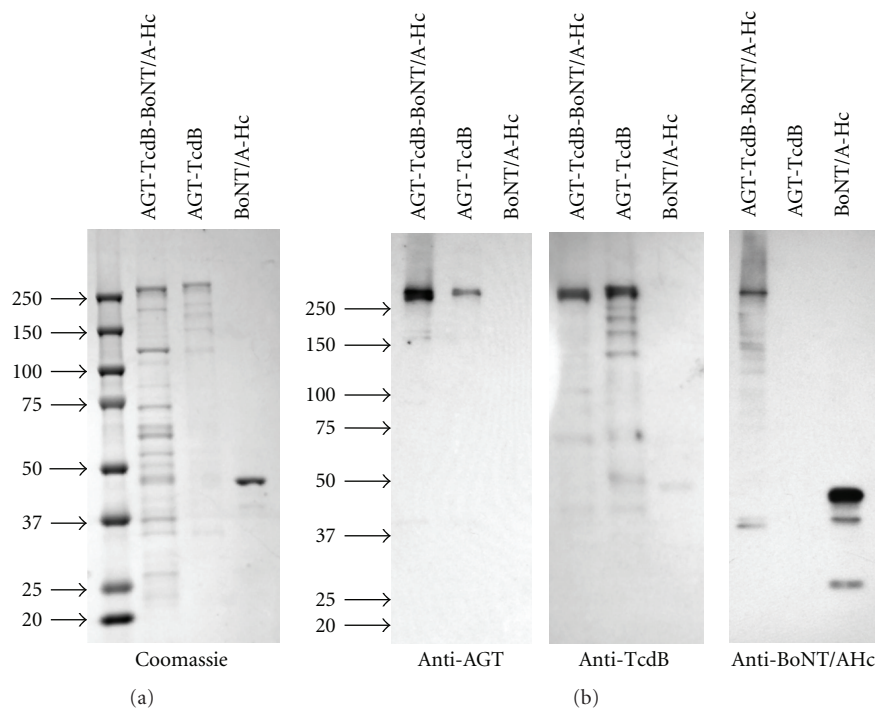 AGT-TcdB-BoNT/A-Hc
AGT-TcdB
BoNT/A-Hc
AGT-TcdB-BoNT/A-Hc
AGT-TcdB
BoNT/A-Hc
AGT-TcdB-BoNT/A-Hc
AGT-TcdB
BoNT/A-Hc
AGT-TcdB-BoNT/A-Hc
AGT-TcdB
BoNT/A-Hc
250
150
100
75
50
37
25
20
250
150
100
75
50
37
25
20
Coomassie
Anti-AGT
Anti-TcdB
Anti-BoNT/AHc
(a)
(b)